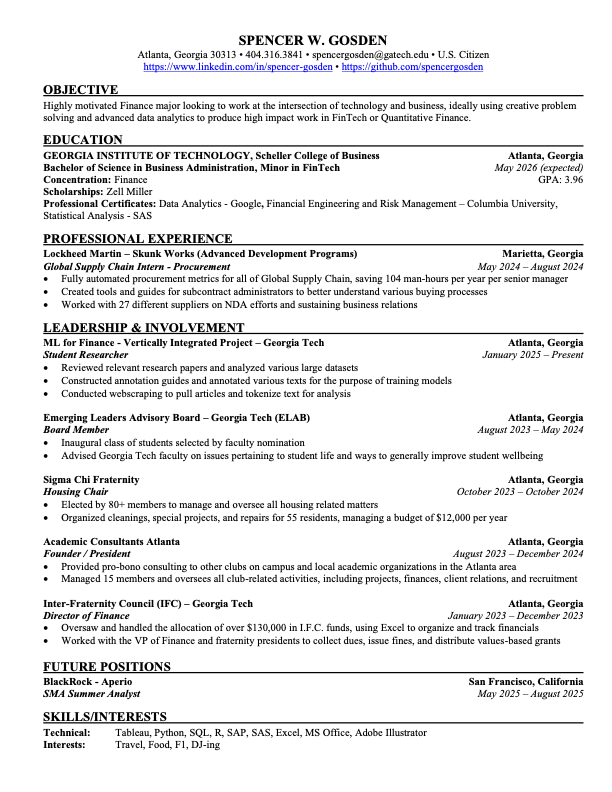 SPENCER W. GOSDEN
Atlanta, Georgia 30313 • 404.316.3841 • spencergosden@gatech.edu • U.S. Citizen
https://www.linkedin.com/in/spencer-gosden • https://github.com/spencergosden
OBJECTIVE
Highly motivated Finance major looking to work at the intersection of technology and business, ideally using creative problem
solving and advanced data analytics to produce high impact work in FinTech or Quantitative Finance.
EDUCATION
GEORGIA INSTITUTE OF TECHNOLOGY, Scheller College of Business Atlanta, Georgia
Bachelor of Science in Business Administration, Minor in FinTech May 2026 (expected)
Concentration: Finance GPA: 3.96
Scholarships: Zell Miller
Professional Certificates: Data Analytics - Google, Financial Engineering and Risk Management – Columbia University,
Statistical Analysis - SAS
PROFESSIONAL EXPERIENCE
Lockheed Martin – Skunk Works (Advanced Development Programs) Marietta, Georgia
Global Supply Chain Intern - Procurement May 2024 – August 2024
• Fully automated procurement metrics for all of Global Supply Chain, saving 104 man-hours per year per senior manager
• Created tools and guides for subcontract administrators to better understand various buying processes
• Worked with 27 different suppliers on NDA efforts and sustaining business relations
LEADERSHIP & INVOLVEMENT
ML for Finance - Vertically Integrated Project – Georgia Tech Atlanta, Georgia
Student Researcher January 2025 – Present
• Reviewed relevant research papers and analyzed various large datasets
• Constructed annotation guides and annotated various texts for the purpose of training models
• Conducted webscraping to pull articles and tokenize text for analysis
Emerging Leaders Advisory Board – Georgia Tech (ELAB) Atlanta, Georgia
Board Member August 2023 – May 2024
• Inaugural class of students selected by faculty nomination
• Advised Georgia Tech faculty on issues pertaining to student life and ways to generally improve student wellbeing
Sigma Chi Fraternity Atlanta, Georgia
Housing Chair October 2023 – October 2024
• Elected by 80+ members to manage and oversee all housing related matters
• Organized cleanings, special projects, and repairs for 55 residents, managing a budget of $12,000 per year
Academic Consultants Atlanta Atlanta, Georgia
Founder / President August 2023 – December 2024
• Provided pro-bono consulting to other clubs on campus and local academic organizations in the Atlanta area
• Managed 15 members and oversees all club-related activities, including projects, finances, client relations, and recruitment
Inter-Fraternity Council (IFC) – Georgia Tech Atlanta, Georgia
Director of Finance January 2023 – December 2023
• Oversaw and handled the allocation of over $130,000 in I.F.C. funds, using Excel to organize and track financials
• Worked with the VP of Finance and fraternity presidents to collect dues, issue fines, and distribute values-based grants
FUTURE POSITIONS
BlackRock - Aperio San Francisco, California
SMA Summer Analyst May 2025 – August 2025
SKILLS/INTERESTS
Technical: Tableau, Python, SQL, R, SAP, SAS, Excel, MS Office, Adobe Illustrator
Interests: Travel, Food, F1, DJ-ing